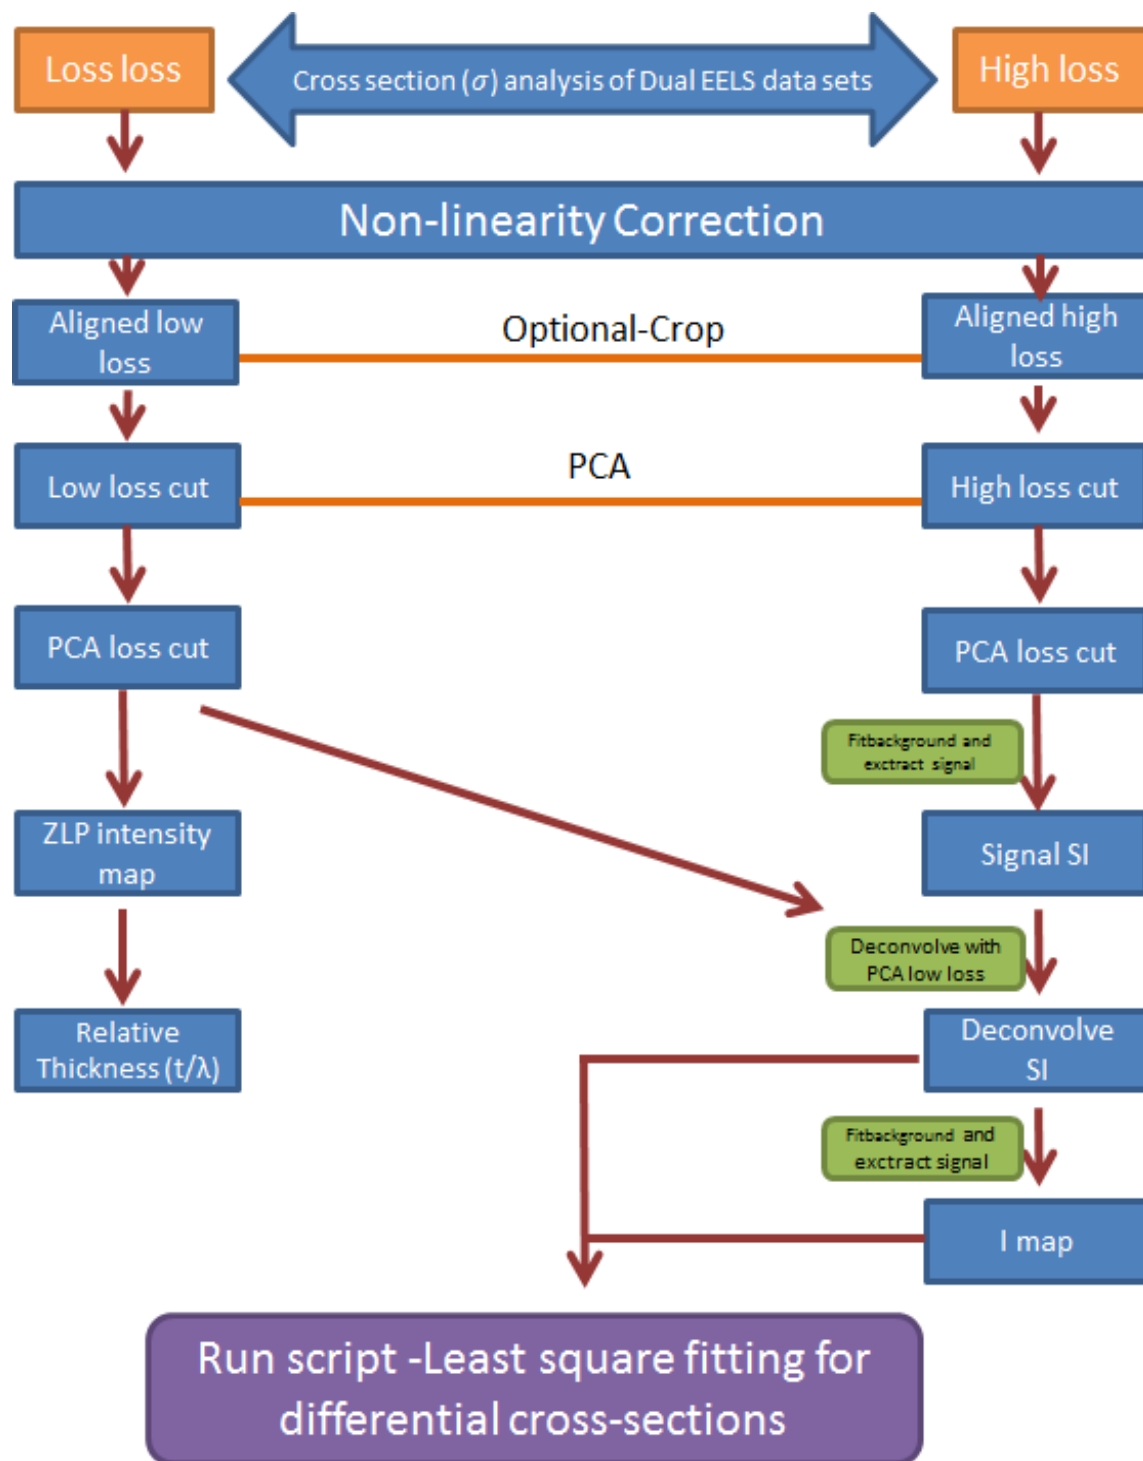 Loss loss
Cross section (σ) analysis of Dual EELS data sets
High loss
Non-linearity Correction
Aligned low
loss
Optional-Crop
Aligned high
loss
Low loss cut
PCA
High loss cut
PCA loss cut
PCA loss cut
Fitbackground and
exctract signal
ZLP intensity
map
Signal SI
Deconvolve with
PCA low loss
Relative
Thickness (t/λ)
Deconvolve
SI
Fitbackground and
exctract signal
I map
Run script -Least square fitting for
differential cross-sections